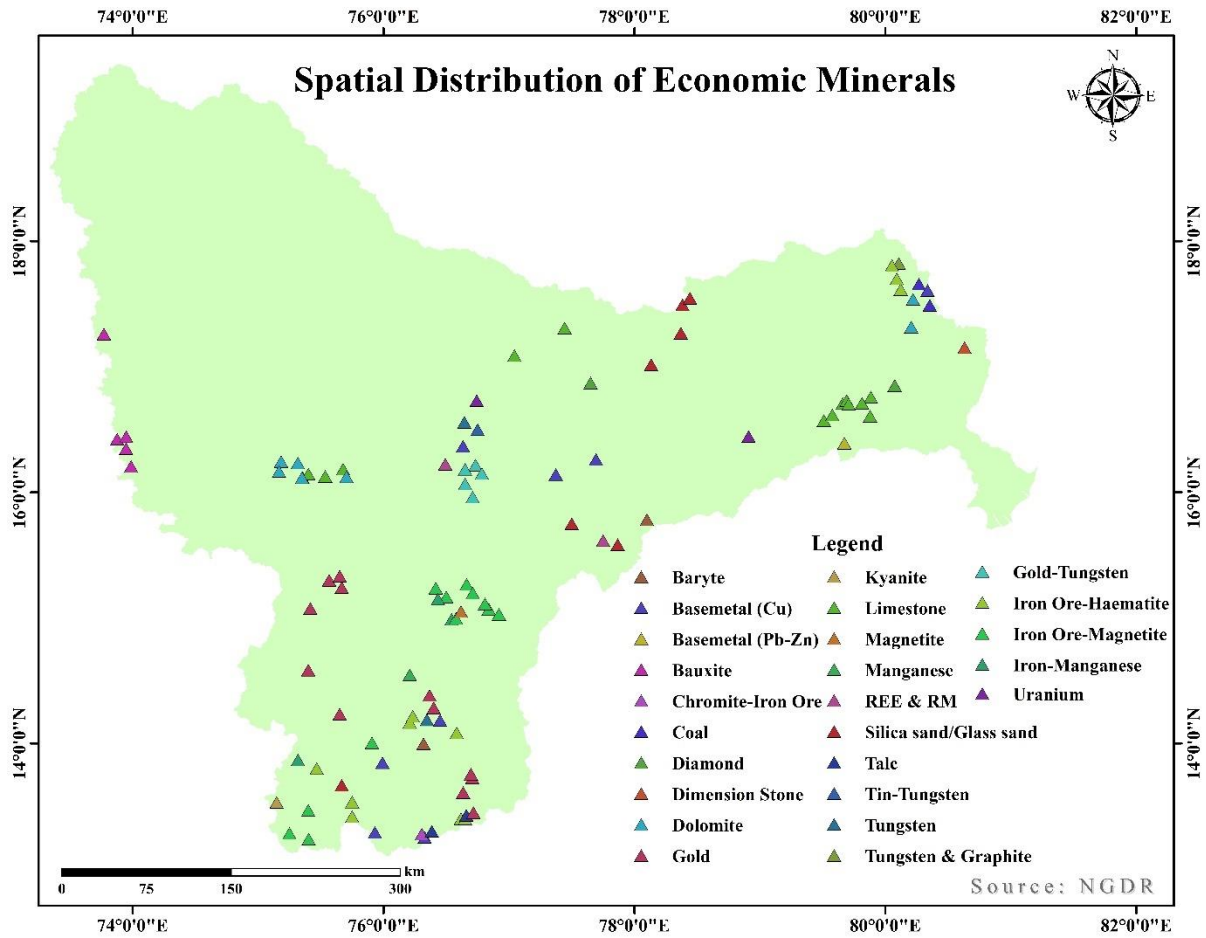 74°0'0"E 76°0'0"E 78°0'0"E 80°0'0"E 82°0'0"E
Spatial Distribution of Economic Minerals
N
W E
S
18°0'0"N 18°0'0"N
16°0'0"N 16°0'0"N
14°0'0"N 14°0'0"N
Legend
Baryte
Basemetal (Cu)
Basemetal (Pb-Zn)
Bauxite
Chromite-Iron Ore
Coal
Diamond
Dimension Stone
Dolomite
Gold
Kyanite
Limestone
Magnetite
Manganese
REE & RM
Silica sand/Glass sand
Talc
Tin-Tungsten
Tungsten
Tungsten & Graphite
Gold-Tungsten
Iron Ore-Haematite
Iron Ore-Magnetite
Iron-Manganese
Uranium
km
0 75 150 300
Source: NGDR
74°0'0"E 76°0'0"E 78°0'0"E 80°0'0"E 82°0'0"E